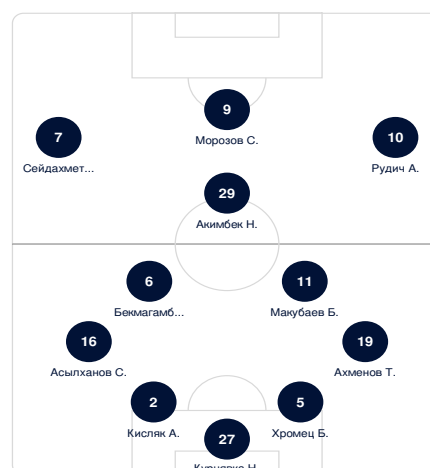 9
Морозов С.
7
Сейдахмет...
10
Рудич А.
29
Акимбек Н.
6
Бекмагамб...
11
Макубаев Б.
16
Асылханов С.
19
Ахменов Т.
2
Кисляк А.
5
Хромец Б.
27